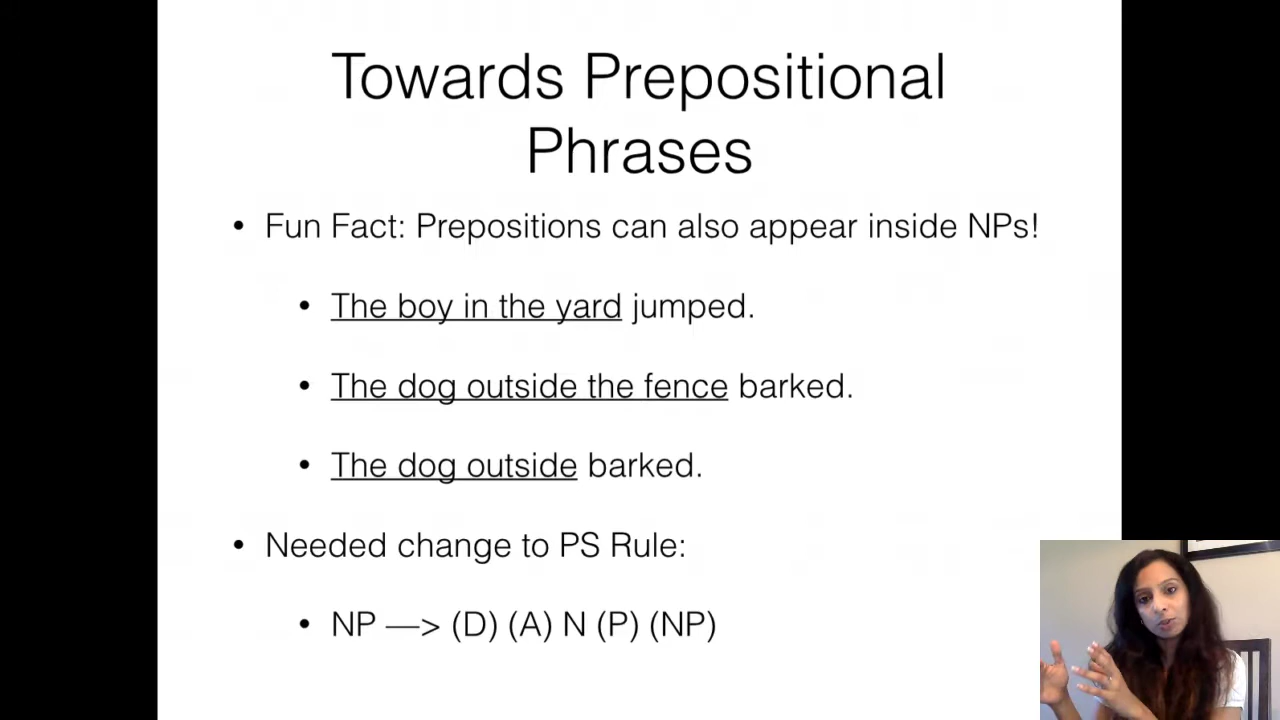 Towards Prepositional
Phrases
• Fun Fact: Prepositions can also appear inside NPs!
• The boy in the yard jumped.
• The dog outside the fence barked.
• The dog outside barked.
• Needed change to PS Rule:
• NP —> (D) (A) N (P) (NP)